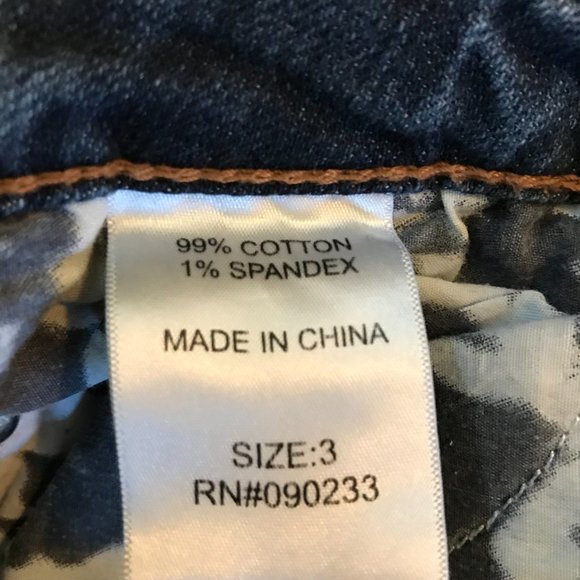 99% COTTON
1% SPANDEX
MADE IN CHINA
SIZE:3
RN#090233